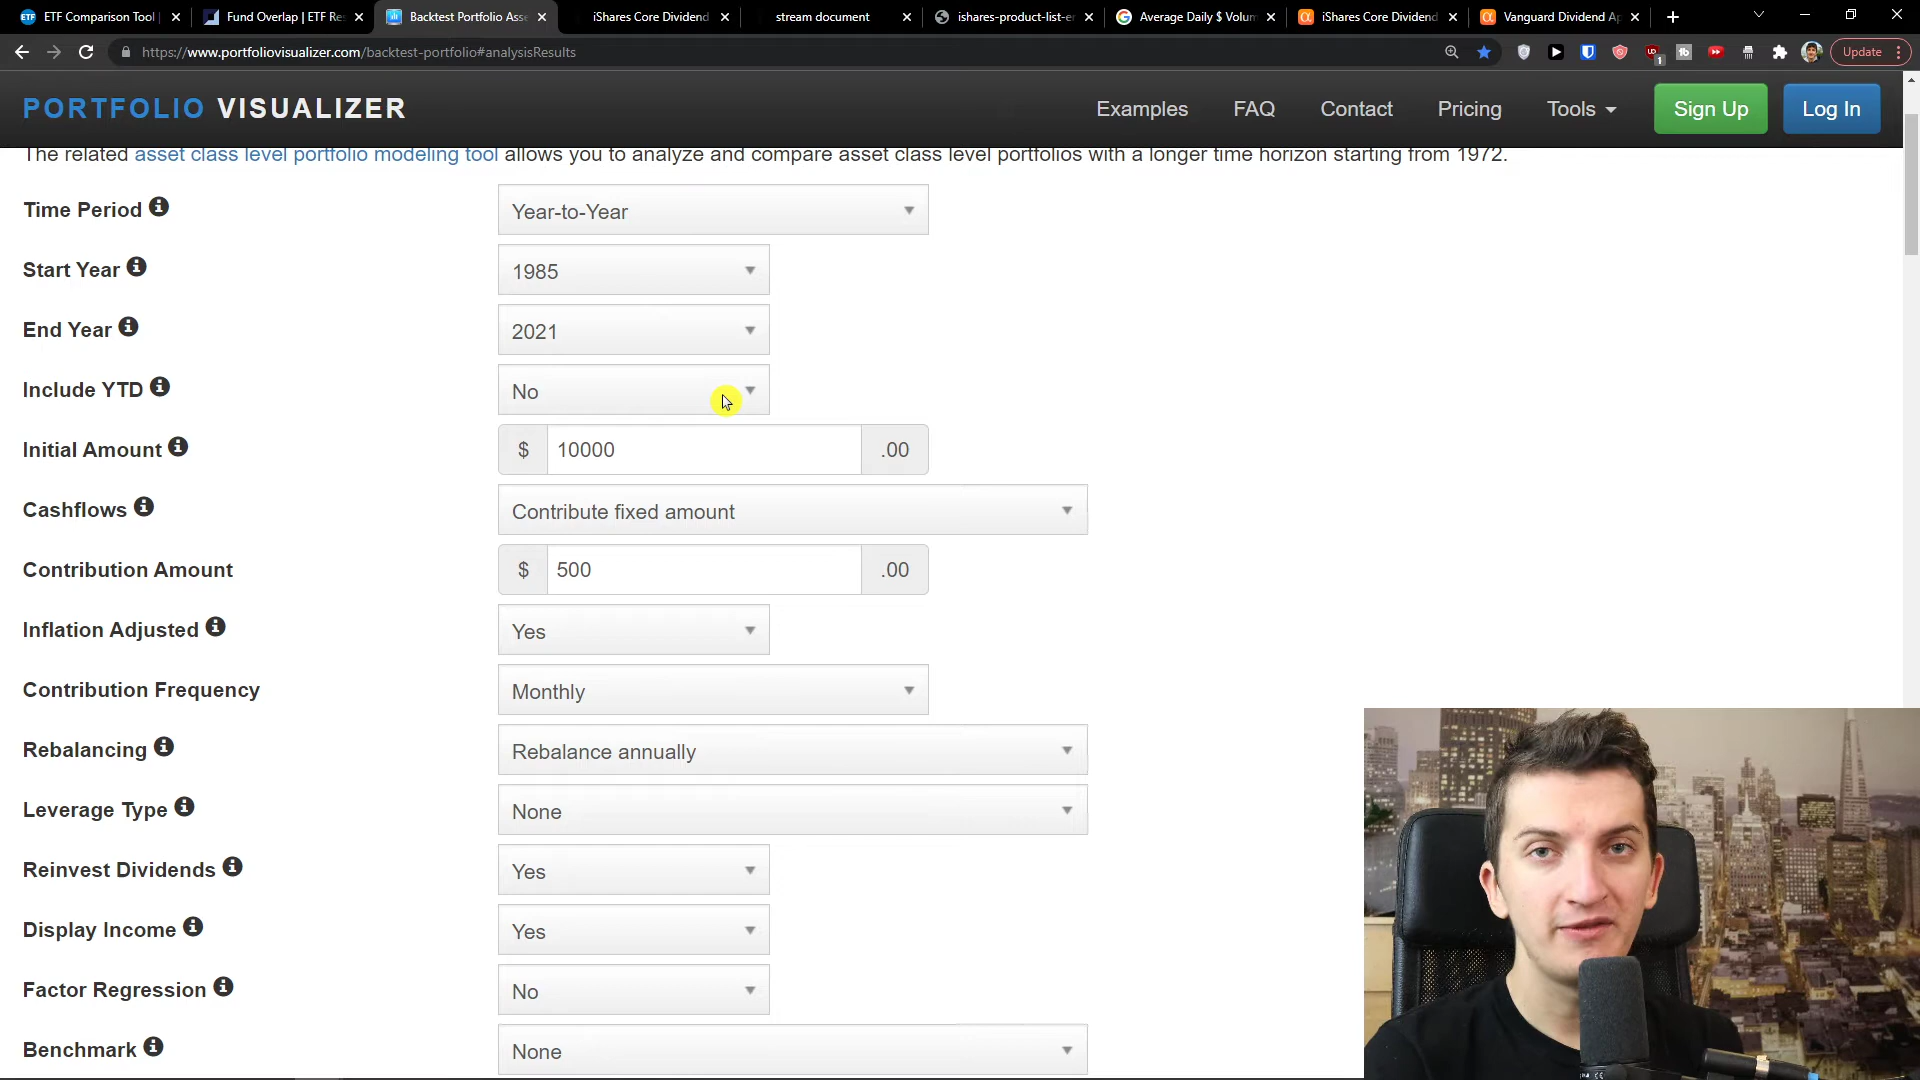 ETF Comparison Tool |
Fund Overlap | ETF Res
Backtest Portfolio Asse
iShares Core Dividend
stream document
ishares-product-list-en
Average Daily $ Volum
iShares Core Dividend
Vanguard Dividend Ap
https://www.portfoliovisualizer.com/backtest-portfolio#analysisResults
Update
PORTFOLIO VISUALIZER
Examples
FAQ
Contact
Pricing
Tools
Sign Up
Log In
The related asset class level portfolio modeling tool allows you to analyze and compare asset class level portfolios with a longer time horizon starting from 1972.
Time Period
Year-to-Year
Start Year
1985
End Year
2021
Include YTD
No
Initial Amount
$ 10000 .00
Cashflows
Contribute fixed amount
Contribution Amount
$ 500 .00
Inflation Adjusted
Yes
Contribution Frequency
Monthly
Rebalancing
Rebalance annually
Leverage Type
None
Reinvest Dividends
Yes
Display Income
Yes
Factor Regression
No
Benchmark
None